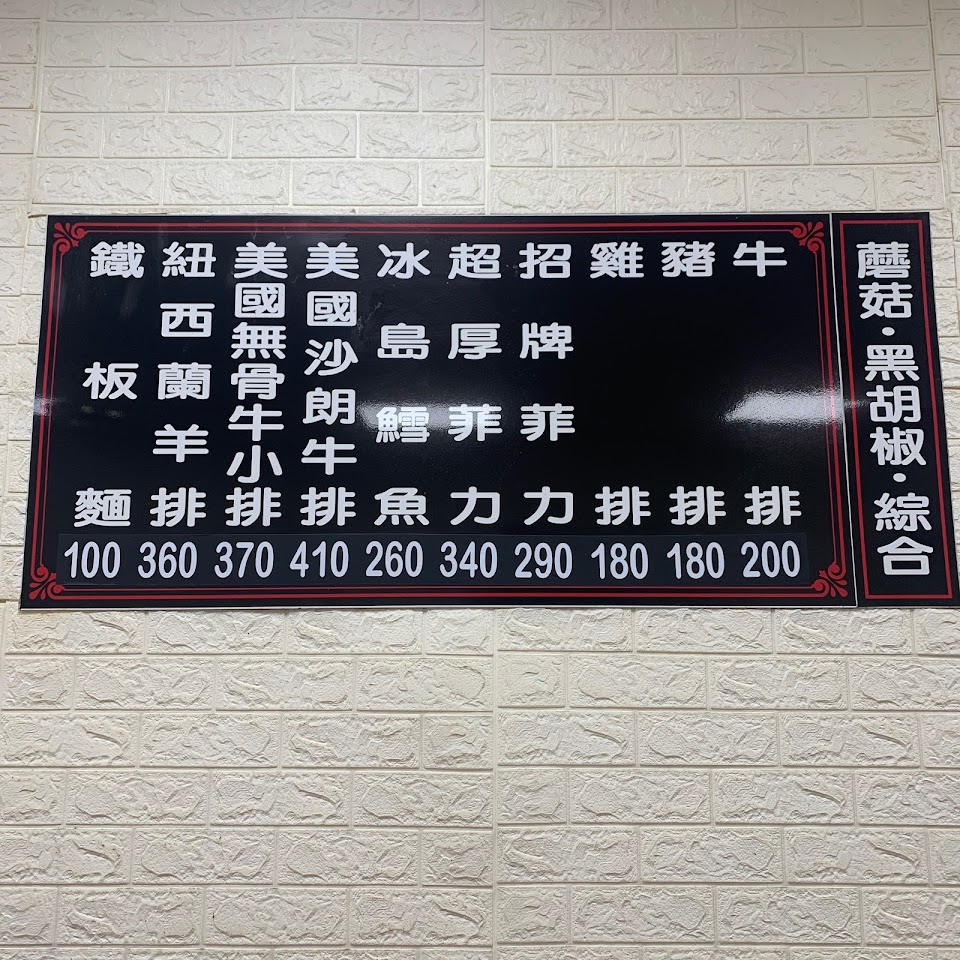 蘑菇·黑胡椒·綜合
牛排 200
豬排 180
雞排 180
招牌菲力 290
超厚菲力 340
冰島鱈魚 260
美國沙朗牛排 410
美國無骨牛小排 370
紐西蘭羊排 360
鐵板麵 100